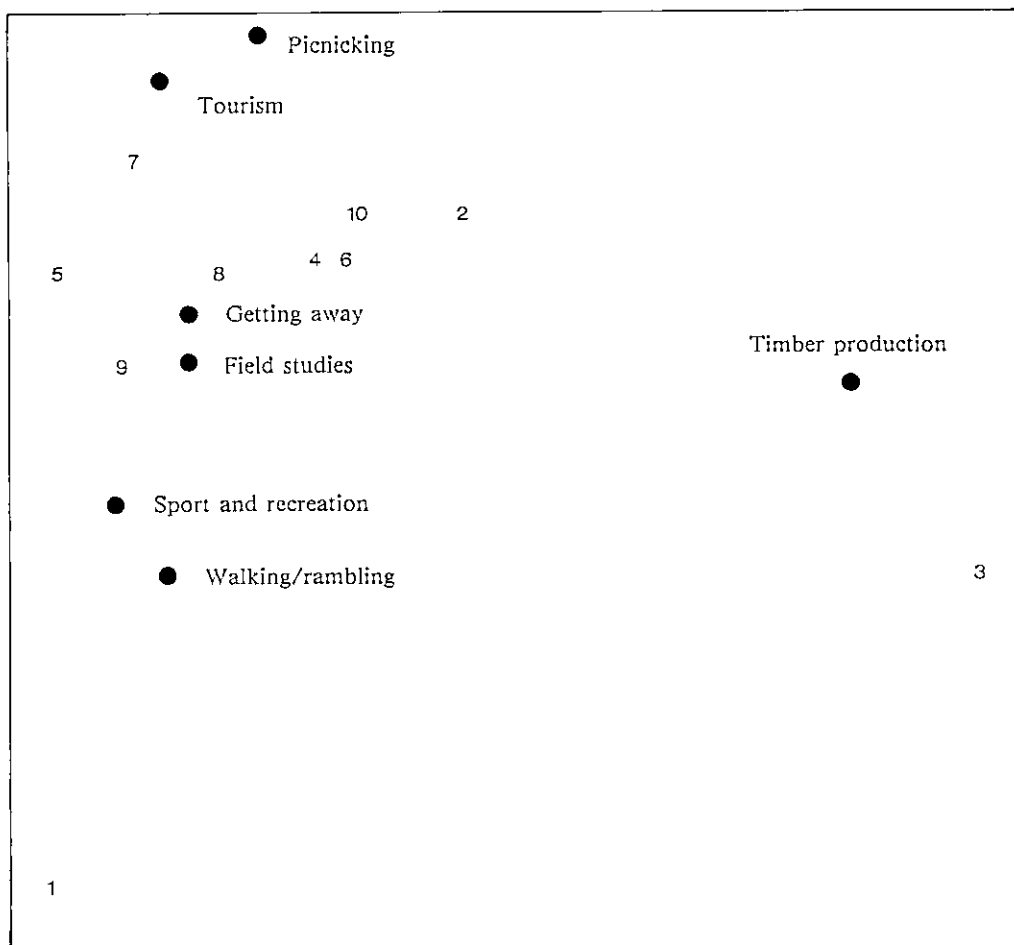 Picnicking
Tourism
7
10 2
4 6
5 8
Getting away
Timber production
9 Field studies
Sport and recreation
Walking/rambling
3
1